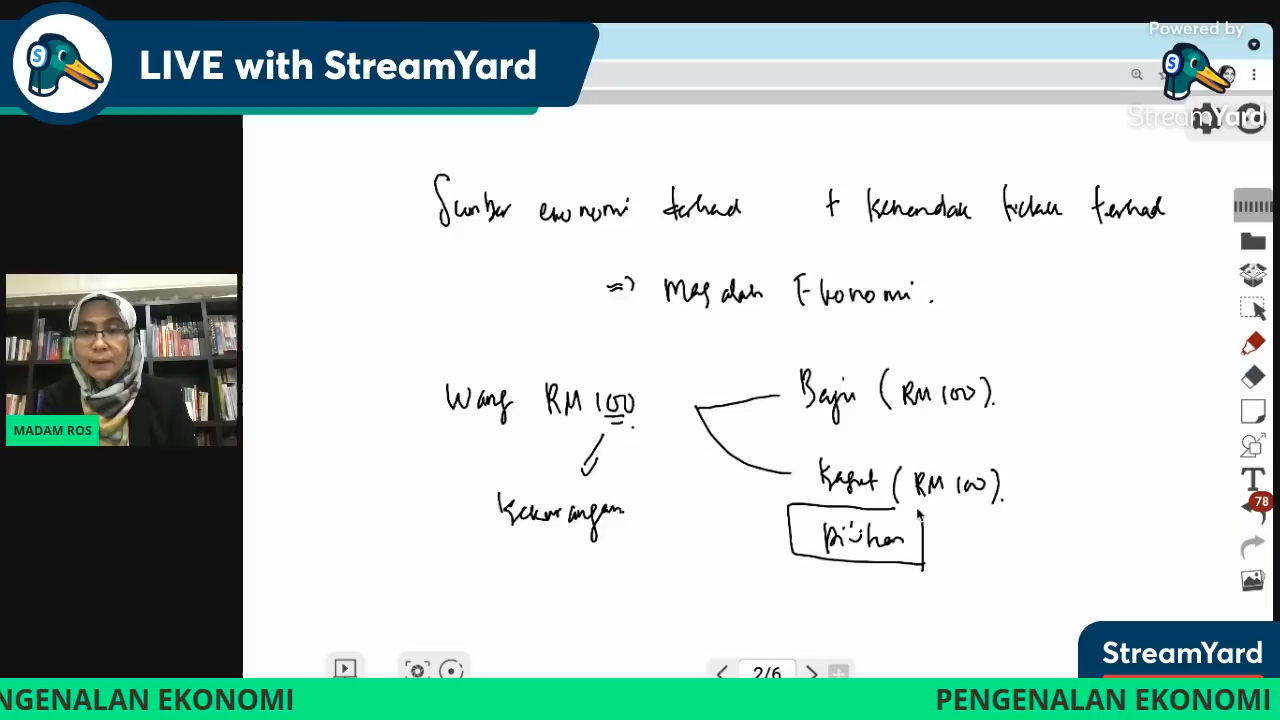 Powered by
LIVE with StreamYard
StreamYard
Sumber ekonomi terhad + kehendak tidak terhad
=> Masalah Ekonomi.
Wang RM 100.
Baju (RM 100).
Kasut (RM 100).
Kekurangan
Pilihan
MADAM ROS
T
78
2/6
StreamYard
NGENALAN EKONOMI
PENGENALAN EKONOMI